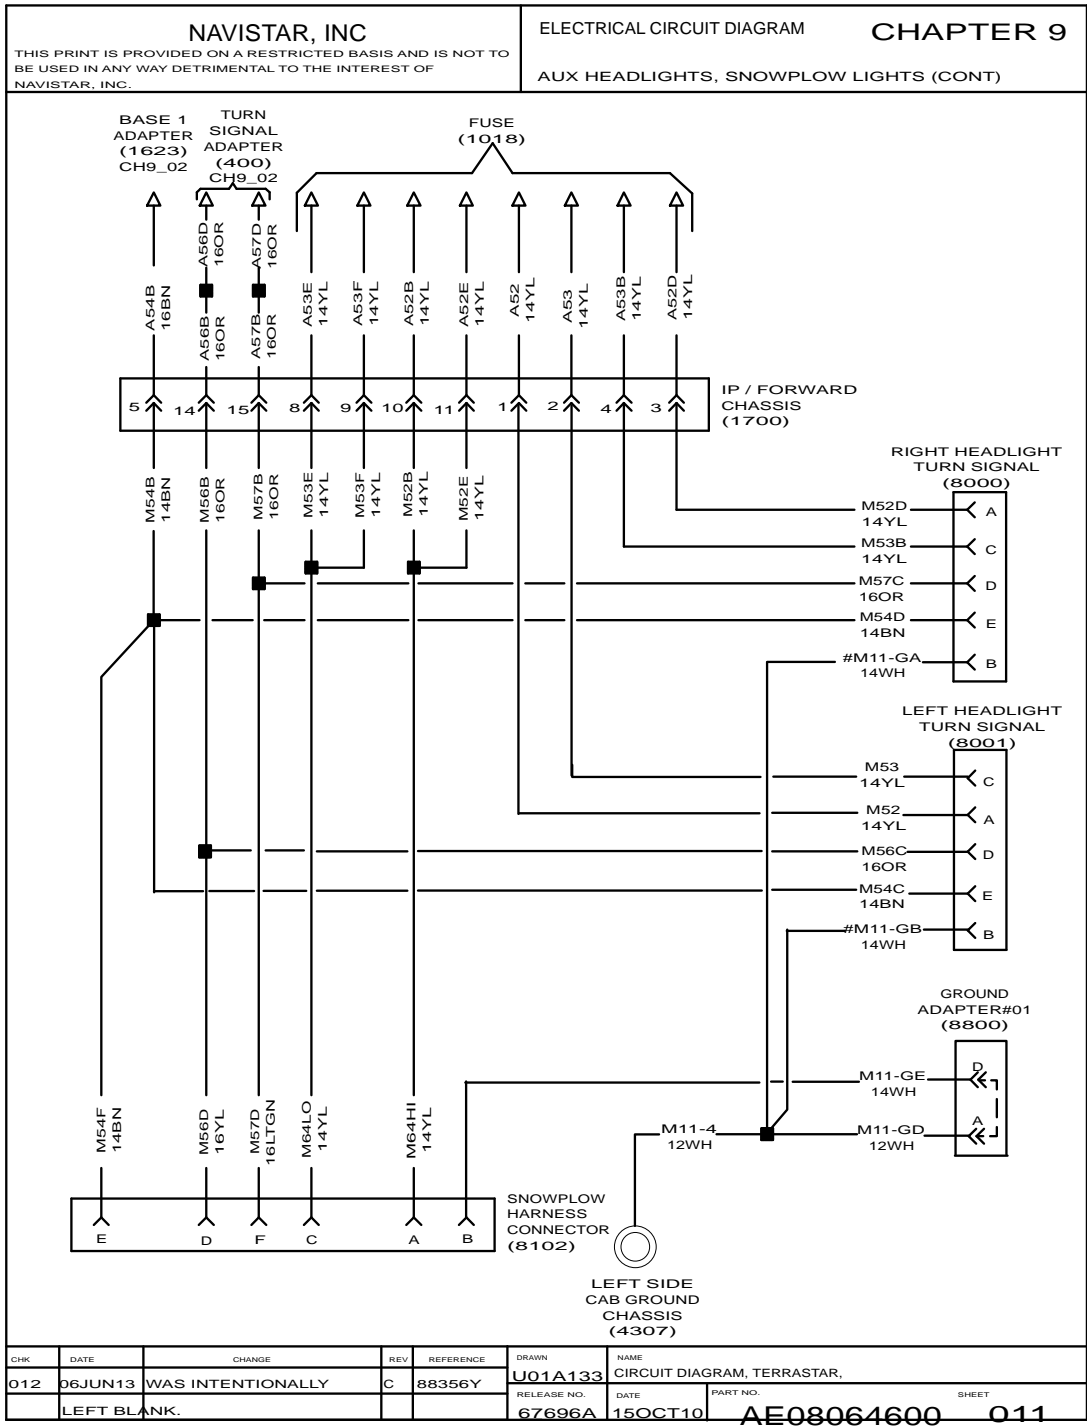 NAVISTAR, INC
THIS PRINT IS PROVIDED ON A RESTRICTED BASIS AND IS NOT TO
BE USED IN ANY WAY DETRIMENTAL TO THE INTEREST OF
NAVISTAR, INC.
ELECTRICAL CIRCUIT DIAGRAM
CHAPTER 9
AUX HEADLIGHTS, SNOWPLOW LIGHTS (CONT)
BASE 1
ADAPTER
(1623)
CH9_02
TURN
SIGNAL
ADAPTER
(400)
CH9_02
FUSE
(1018)
A56D
16OR
A57D
16OR
A54B
16BN
A56B
16OR
A57B
16OR
A53E
14YL
A53F
14YL
A52B
14YL
A52E
14YL
A52
14YL
A53
14YL
A53B
14YL
A52D
14YL
5
14
15
8
9
10
11
1
2
4
3
IP / FORWARD
CHASSIS
(1700)
M54B
14BN
M56B
16OR
M57B
16OR
M53E
14YL
M53F
14YL
M52B
14YL
M52E
14YL
RIGHT HEADLIGHT
TURN SIGNAL
(8000)
M52D
14YL
A
M53B
14YL
C
M57C
16OR
D
M54D
14BN
E
#M11-GA
14WH
B
LEFT HEADLIGHT
TURN SIGNAL
(8001)
M53
14YL
C
M52
14YL
A
M56C
16OR
D
M54C
14BN
E
#M11-GB
14WH
B
GROUND
ADAPTER#01
(8800)
M11-GE
14WH
D
M11-4
12WH
M11-GD
12WH
A
M54F
14BN
M56D
16YL
M57D
16LTGN
M64LO
14YL
M64HI
14YL
E
D
F
C
A
B
SNOWPLOW
HARNESS
CONNECTOR
(8102)
LEFT SIDE
CAB GROUND
CHASSIS
(4307)
CHK DATE CHANGE REV REFERENCE
012 06JUN13 WAS INTENTIONALLY C 88356Y
LEFT BLANK.
DRAWN
U01A133
NAME
CIRCUIT DIAGRAM, TERRASTAR,
RELEASE NO.
67696A
DATE
15OCT10
PART NO.
AE08064600
SHEET
011